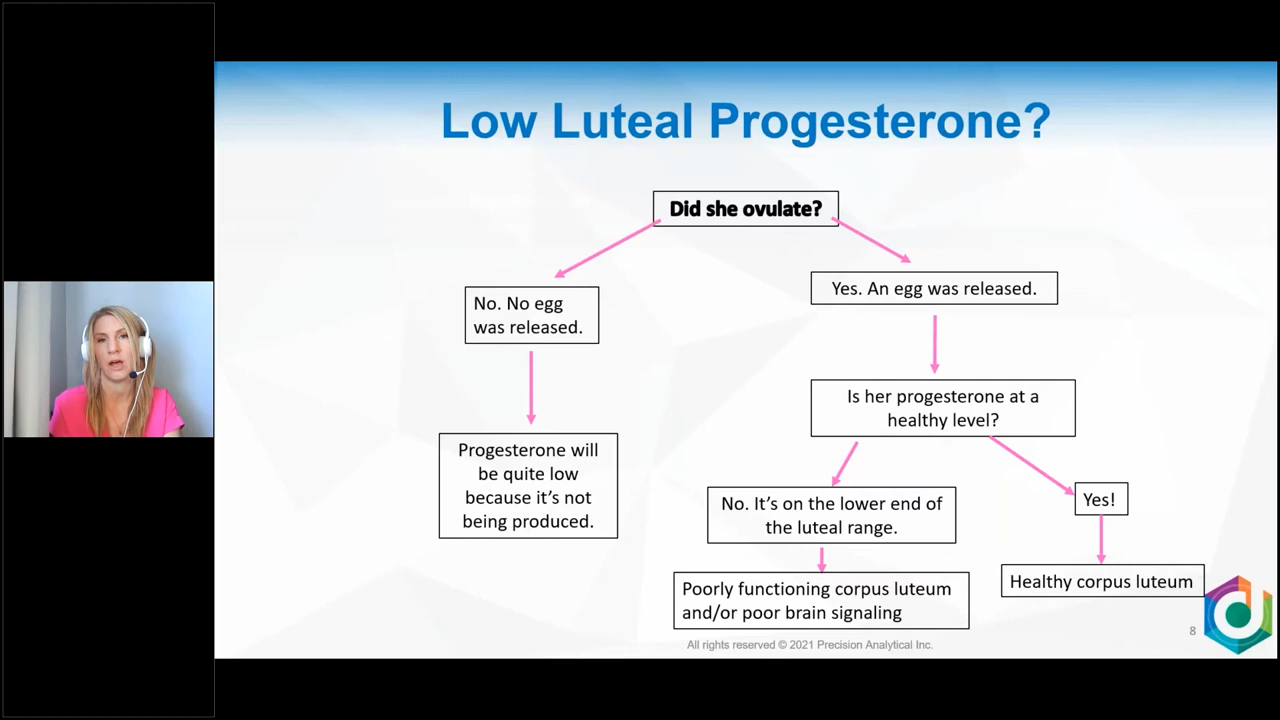 Low Luteal Progesterone?
Did she ovulate?
No. No egg
was released.
Yes. An egg was released.
Progesterone will
be quite low
because it’s not
being produced.
Is her progesterone at a
healthy level?
No. It’s on the lower end of
the luteal range.
Yes!
Poorly functioning corpus luteum
and/or poor brain signaling
Healthy corpus luteum
All rights reserved © 2021 Precision Analytical Inc.
8